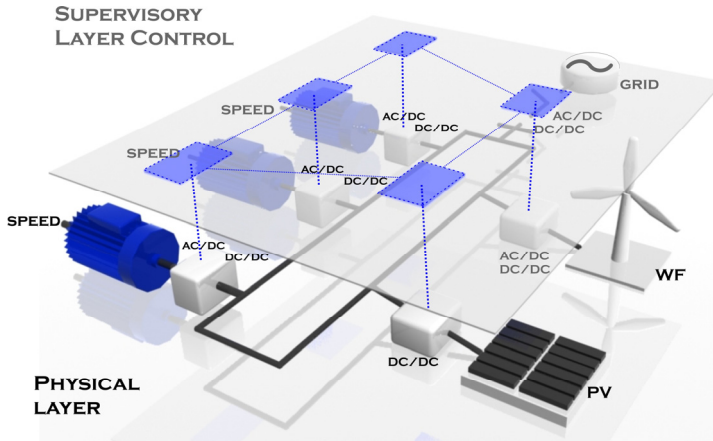 SUPERVISORY
LAYER CONTROL
GRID
SPEED
AC/DC
DC/DC
AC/DC
DC/DC
SPEED
AC/DC
DC/DC
SPEED
AC/DC
DC/DC
AC/DC
DC/DC
WF
DC/DC
PHYSICAL
LAYER
PV